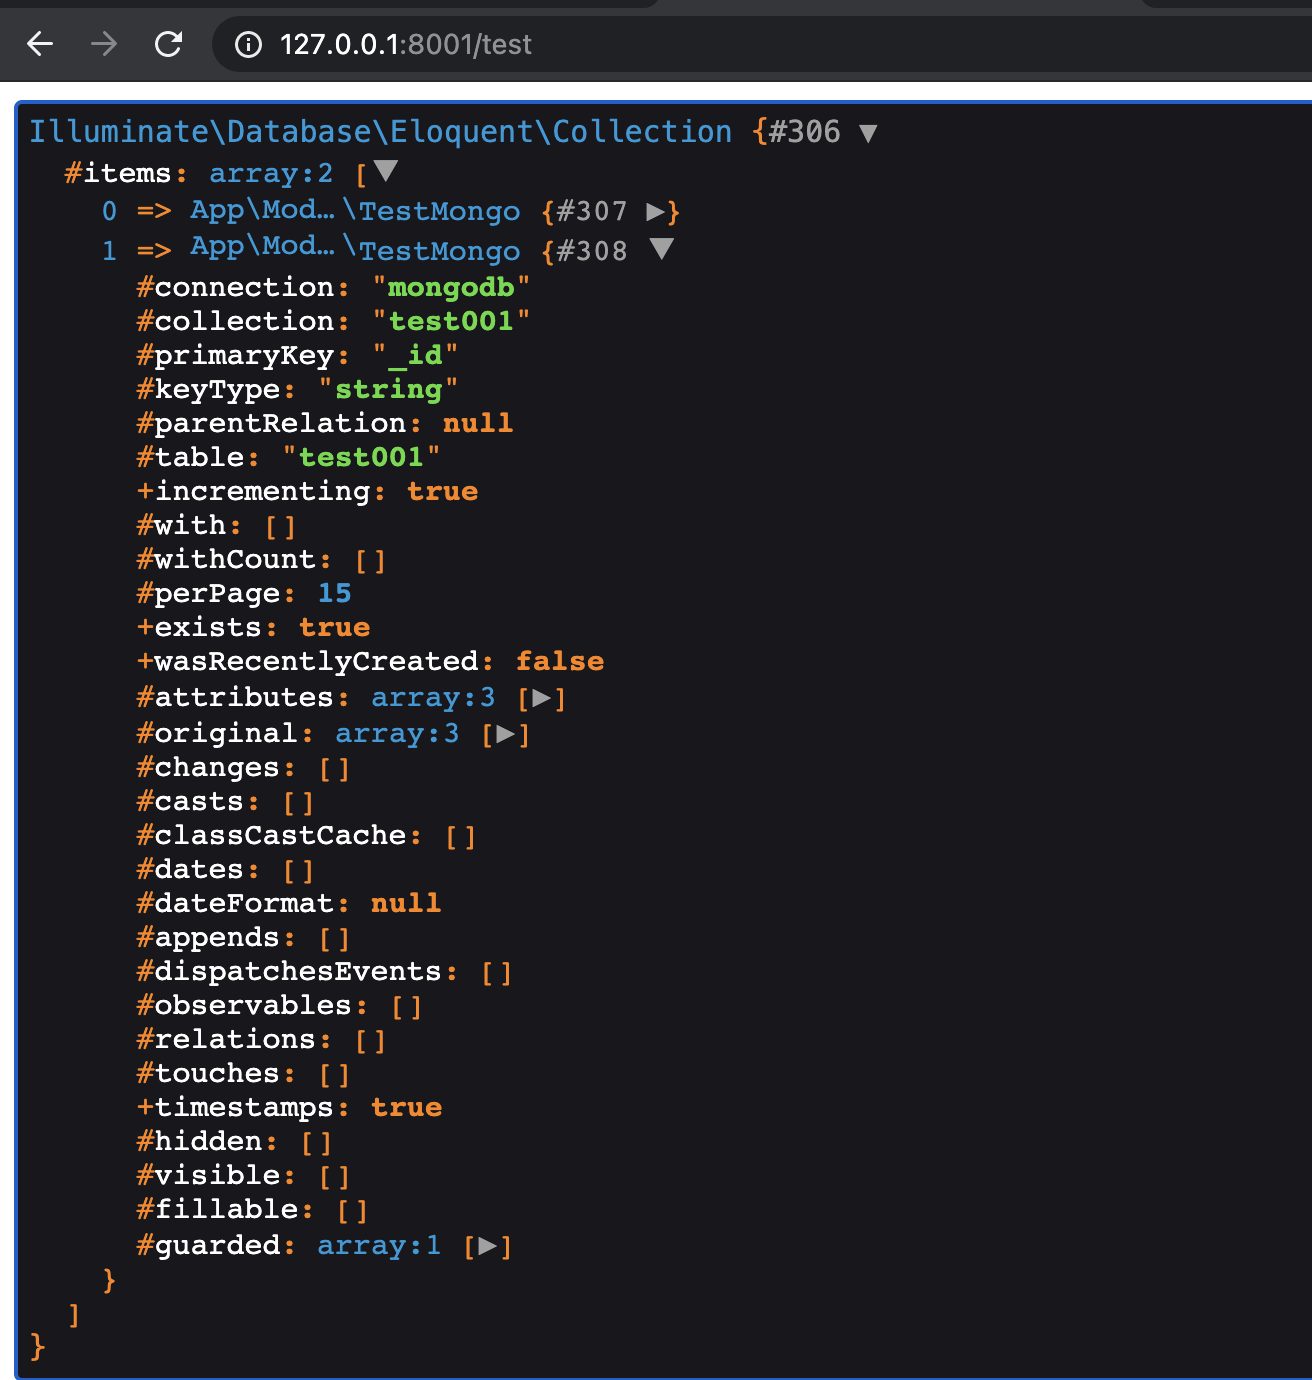 127.0.0.1:8001/test
Illuminate\Database\Eloquent\Collection {#306 ▼
#items: array:2 [▼
0 => App\Mod…\TestMongo {#307 ▶}
1 => App\Mod…\TestMongo {#308 ▼
#connection: "mongodb"
#collection: "test001"
#primaryKey: "_id"
#keyType: "string"
#parentRelation: null
#table: "test001"
+incrementing: true
#with: []
#withCount: []
#perPage: 15
+exists: true
+wasRecentlyCreated: false
#attributes: array:3 [▶]
#original: array:3 [▶]
#changes: []
#casts: []
#classCastCache: []
#dates: []
#dateFormat: null
#appends: []
#dispatchesEvents: []
#observables: []
#relations: []
#touches: []
+timestamps: true
#hidden: []
#visible: []
#fillable: []
#guarded: array:1 [▶]
}
]
}